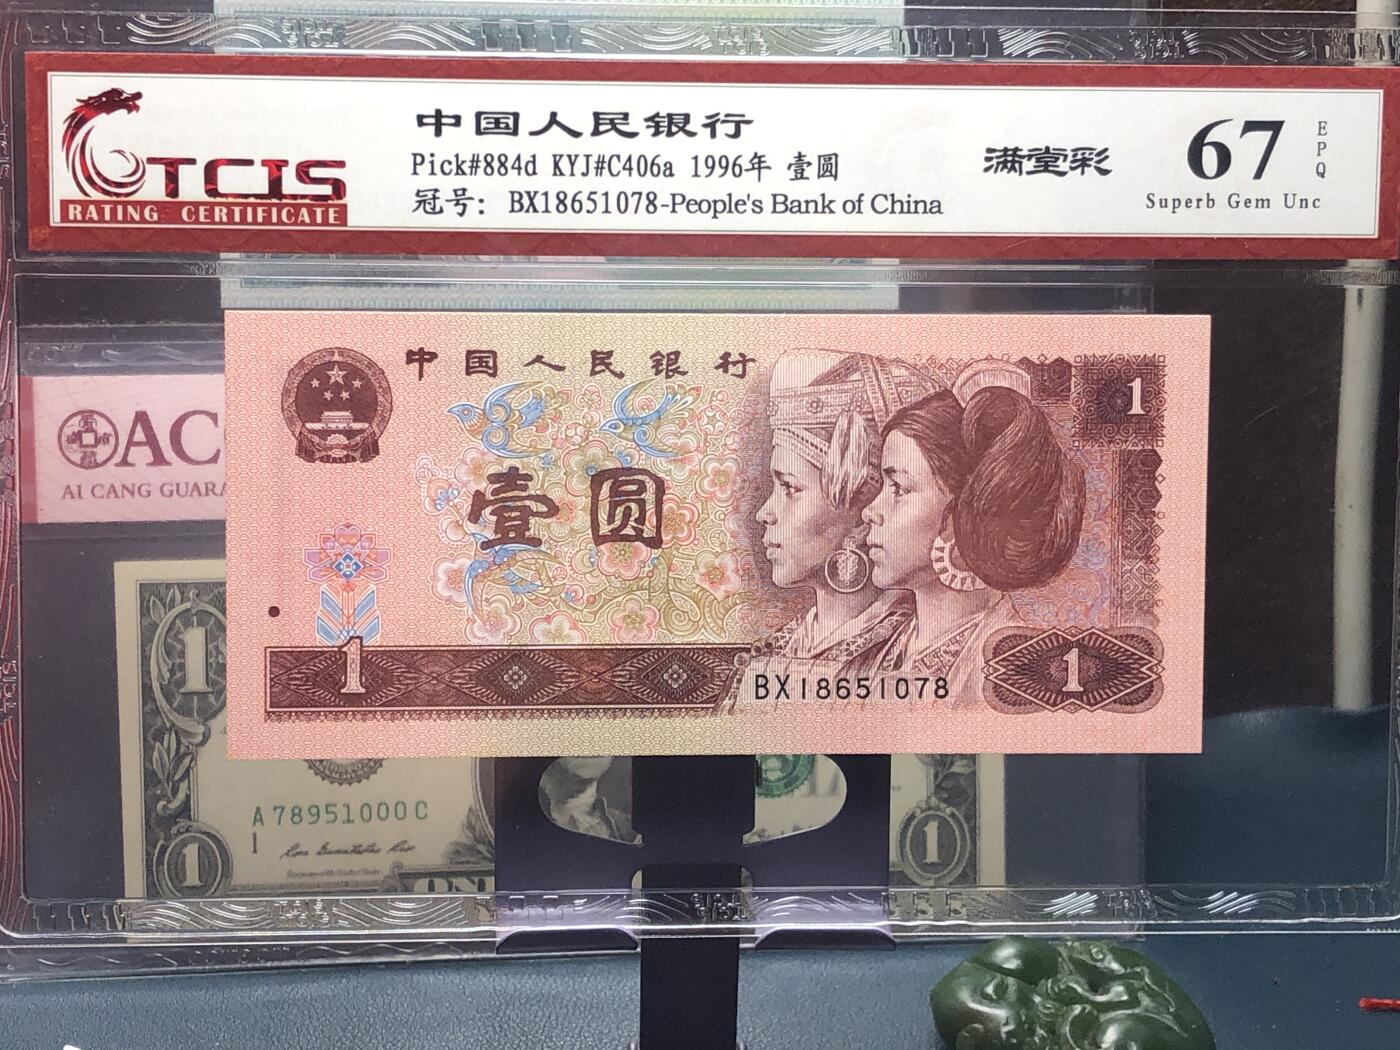 TCIS
RATING CERTIFICATE
中国人民银行
Pick#884d KYJ#C406a 1996年 壹圆
冠号: BX18651078-People's Bank of China
满堂彩
67
EPQ
Superb Gem Unc
中国人民银行
1
壹圆
AC
AI CANG GUARA
1
1
BX18651078
1
A78951000C
1
1
1
ONE